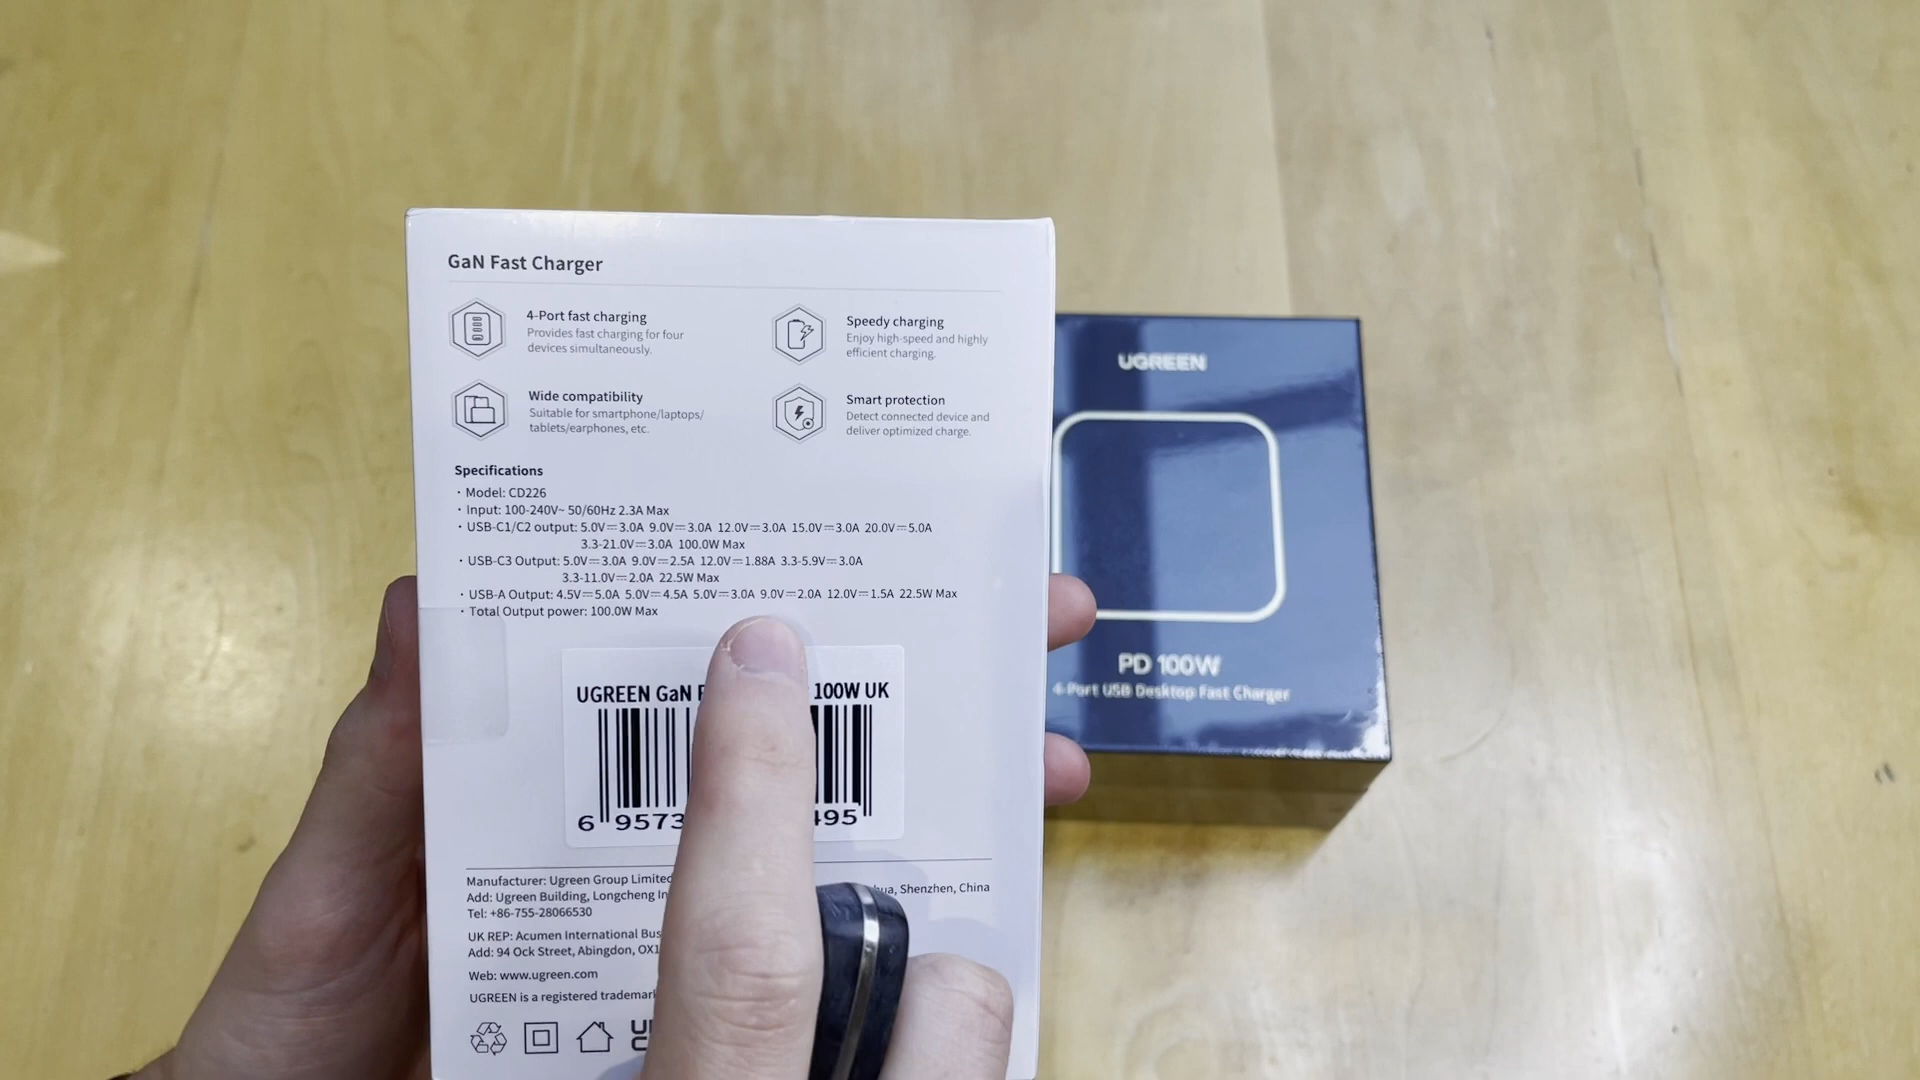 GaN Fast Charger
4-Port fast charging
Provides fast charging for four
devices simultaneously.
Speedy charging
Enjoy high-speed and highly
efficient charging.
Wide compatibility
Suitable for smartphone/laptops/
tablets/earphones, etc.
Smart protection
Detect connected device and
deliver optimized charge.
Specifications
· Model: CD226
· Input: 100-240V~ 50/60Hz 2.3A Max
· USB-C1/C2 output: 5.0V⎓3.0A 9.0V⎓3.0A 12.0V⎓3.0A 15.0V⎓3.0A 20.0V⎓5.0A
3.3-21.0V⎓3.0A 100.0W Max
· USB-C3 Output: 5.0V⎓3.0A 9.0V⎓2.5A 12.0V⎓1.88A 3.3-5.9V⎓3.0A
3.3-11.0V⎓2.0A 22.5W Max
· USB-A Output: 4.5V⎓5.0A 5.0V⎓4.5A 5.0V⎓3.0A 9.0V⎓2.0A 12.0V⎓1.5A 22.5W Max
· Total Output power: 100.0W Max
UGREEN GaN 100W UK
6 9573 495
Manufacturer: Ugreen Group Limited
Add: Ugreen Building, Longcheng Shenzhen, China
Tel: +86-755-28066530
UK REP: Acumen International
Add: 94 Ock Street, Abingdon,
Web: www.ugreen.com
UGREEN is a registered
UGREEN
PD 100W
4-Port USB Desktop Fast Charger